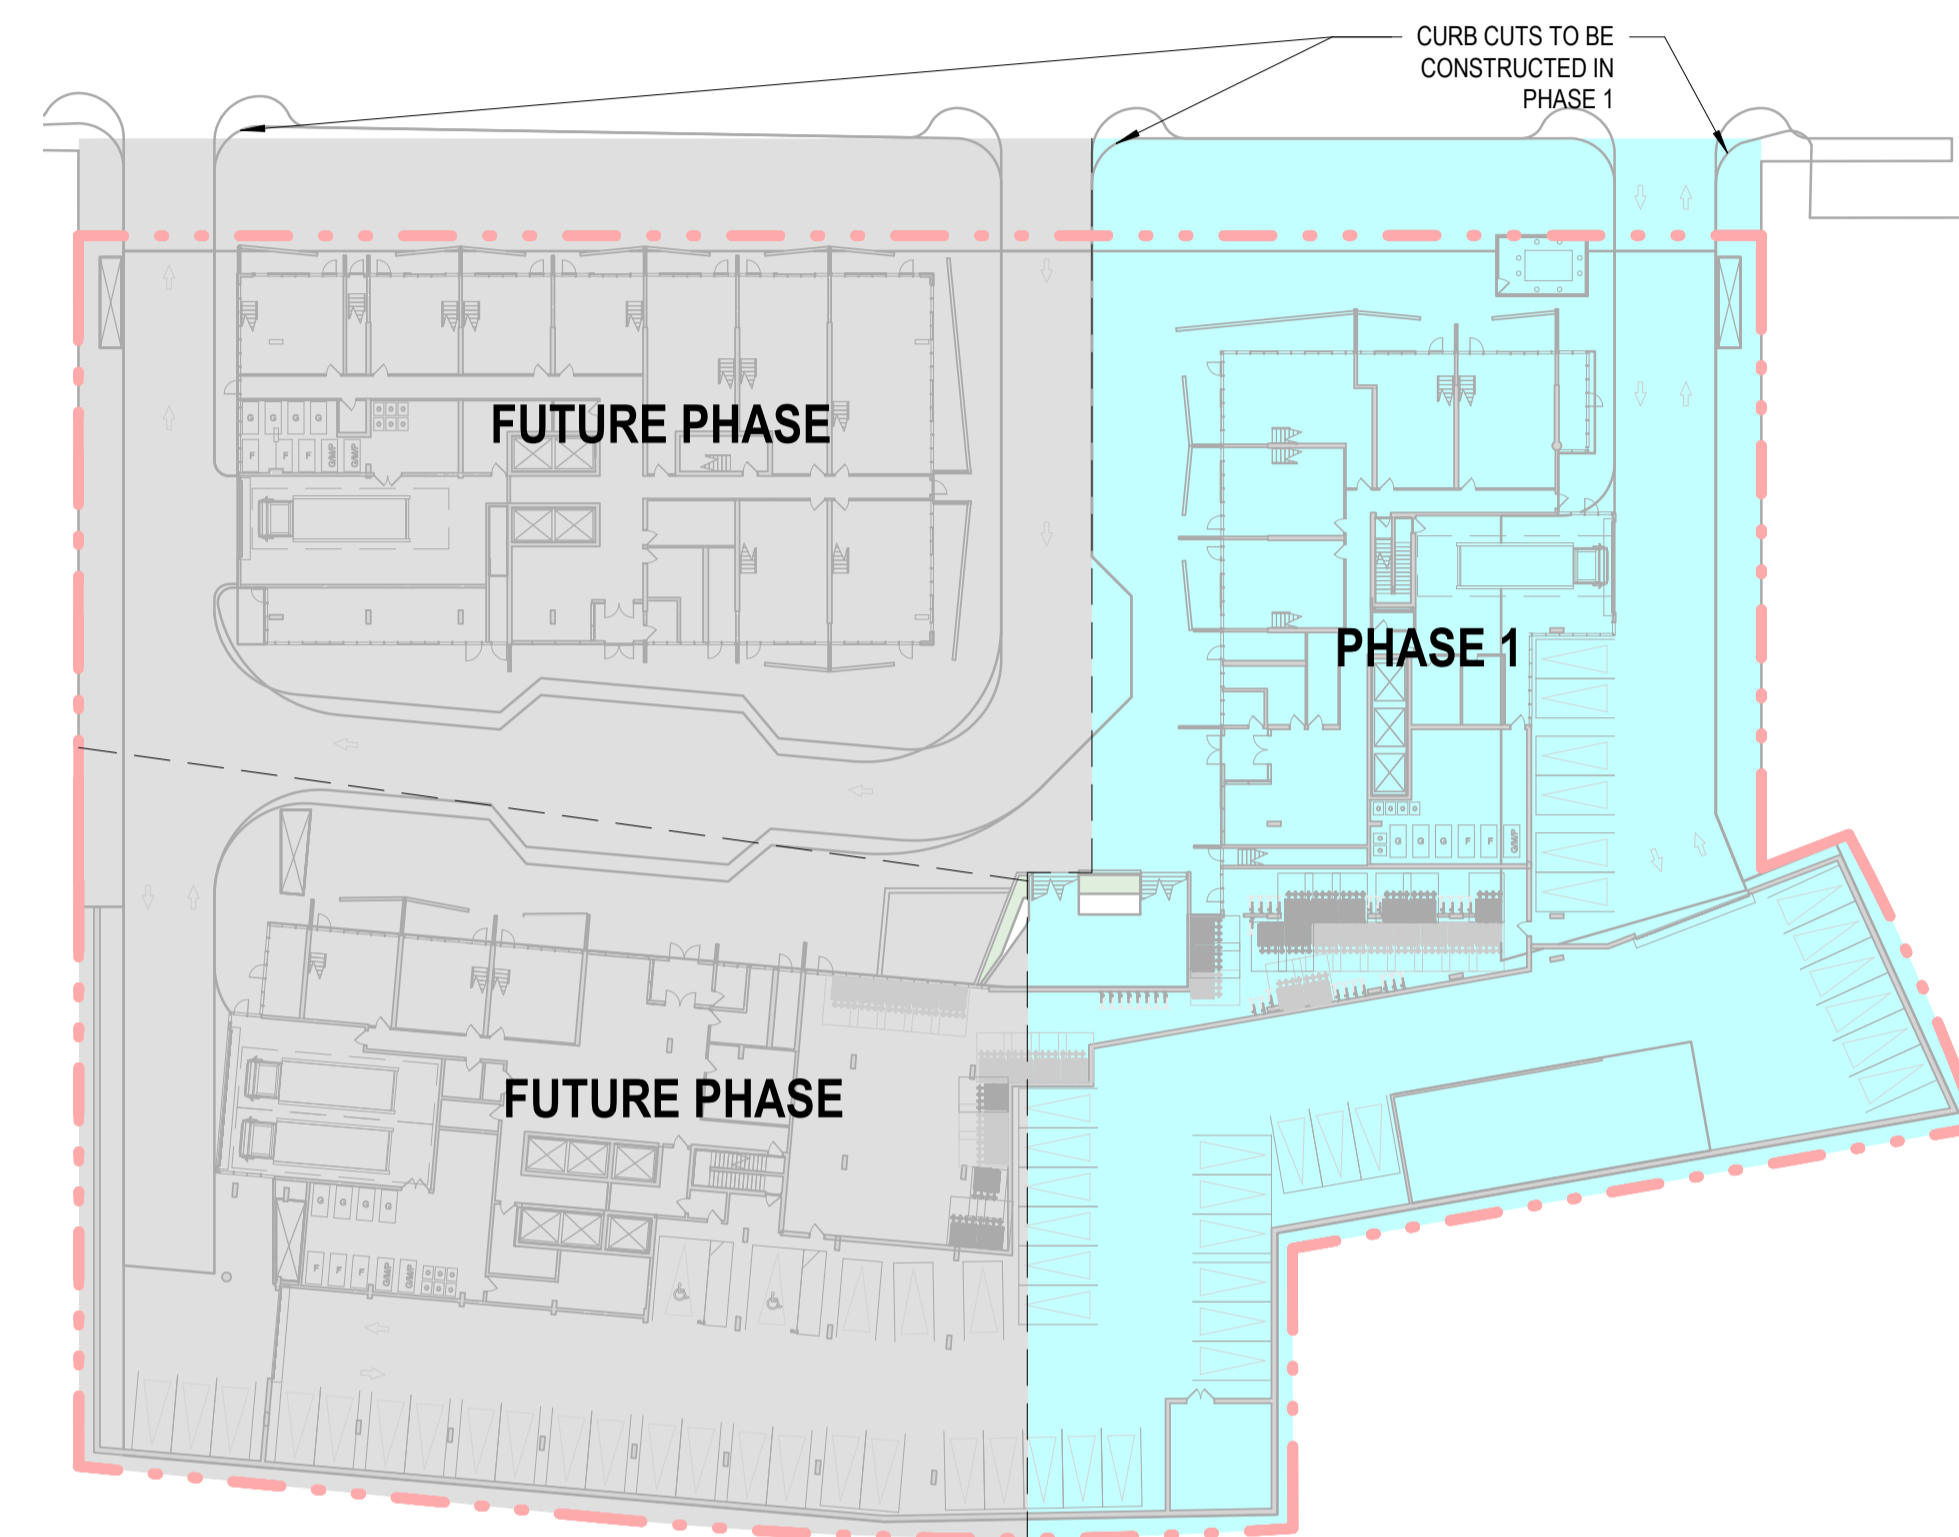 CURB CUTS TO BE
CONSTRUCTED IN
PHASE 1
FUTURE PHASE
G G G G
F F F G/M/P G/M/P
PHASE 1
G G G F F G/M/P
FUTURE PHASE
G G G G
F F F G/M/P G/M/P